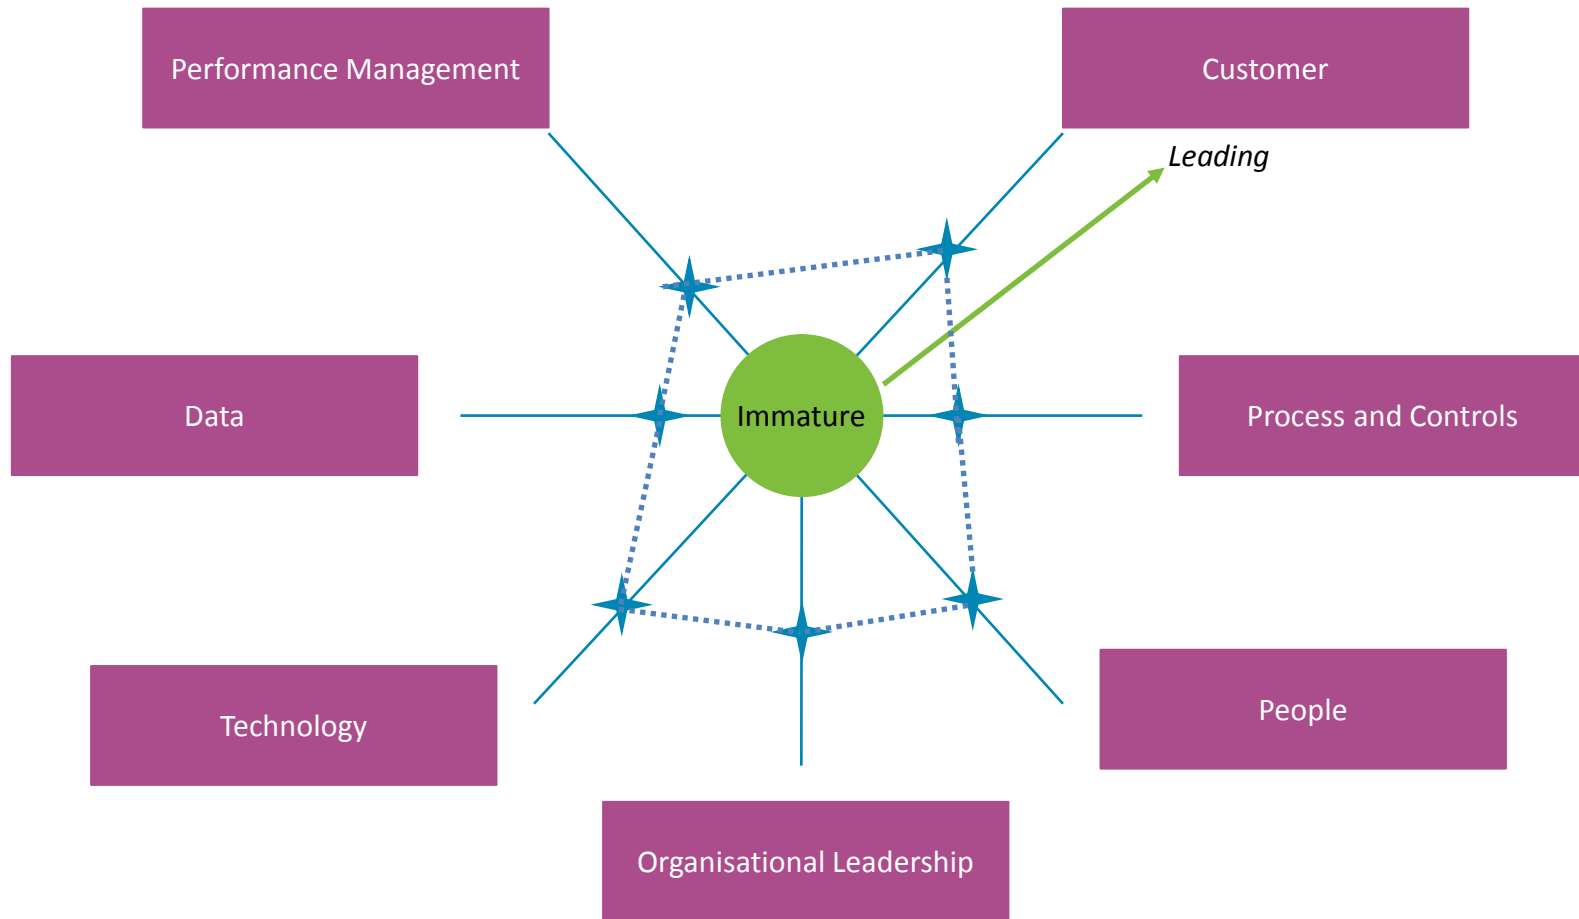 Performance Management
Customer
Leading
Data
Immature
Process and Controls
Technology
People
Organisational Leadership